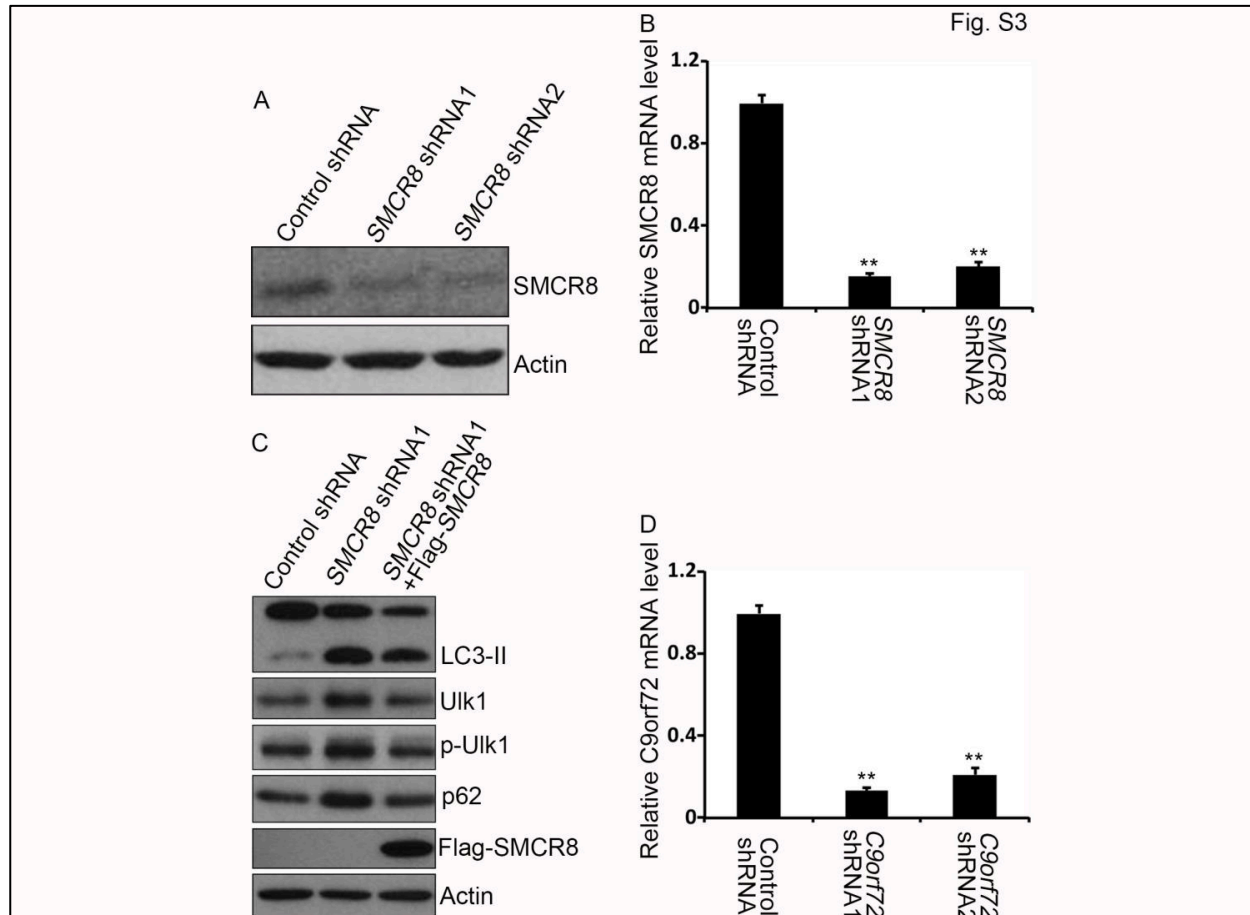 Fig. S3
A
Control shRNA
SMCR8 shRNA1
SMCR8 shRNA2
SMCR8
Actin
B
Relative SMCR8 mRNA level
1.2
0.8
0.4
0
**
**
Control
shRNA
SMCR8
shRNA1
SMCR8
shRNA2
C
Control shRNA
SMCR8 shRNA1
SMCR8 shRNA1
+Flag-SMCR8
LC3-II
Ulk1
p-Ulk1
p62
Flag-SMCR8
Actin
D
Relative C9orf72 mRNA level
1.2
0.8
0.4
0
**
**
Control
shRNA
C9orf72
shRNA1
C9orf72
shRNA2